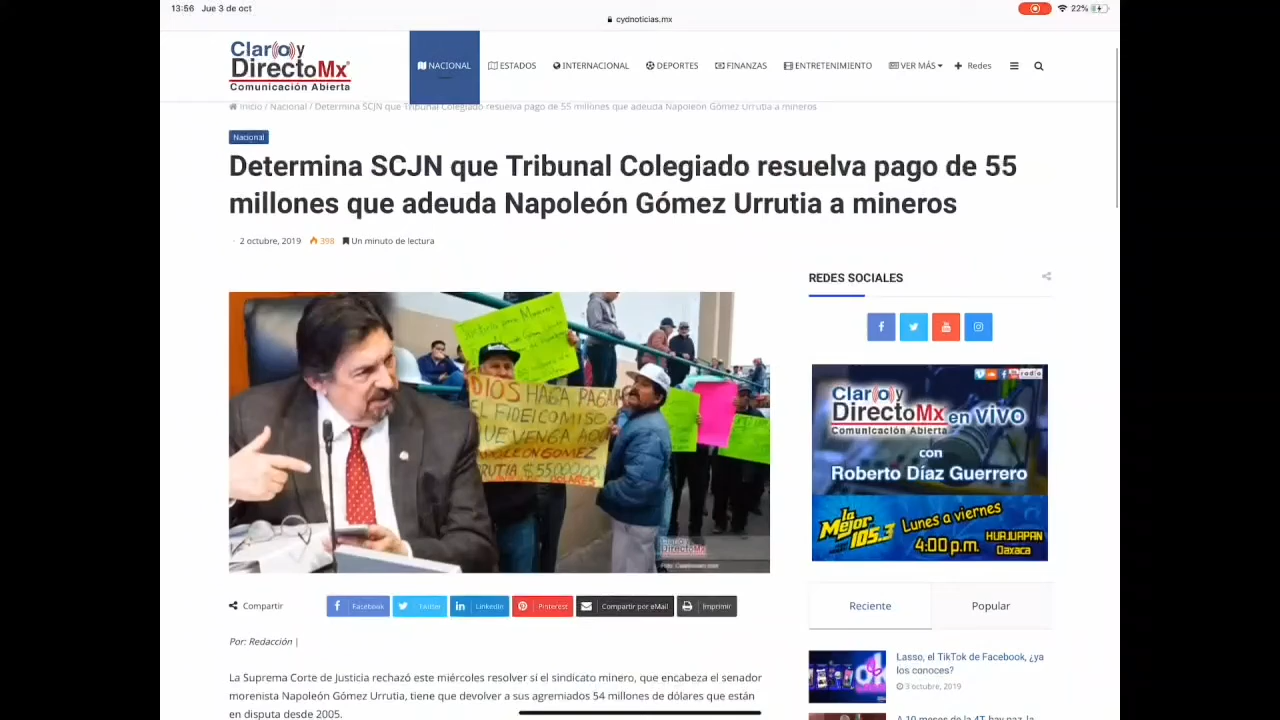 13:56 Jue 3 de oct
22%
cydnoticias.mx
Claro y
DirectoMx
Comunicación Abierta
NACIONAL
ESTADOS
INTERNACIONAL
DEPORTES
FINANZAS
ENTRETENIMIENTO
VER MÁS
Redes
Inicio / Nacional / Determina SCJN que Tribunal Colegiado resuelva pago de 55 millones que adeuda Napoleón Gómez Urrutia a mineros
Nacional
Determina SCJN que Tribunal Colegiado resuelva pago de 55
millones que adeuda Napoleón Gómez Urrutia a mineros
2 octubre, 2019 398 Un minuto de lectura
REDES SOCIALES
DIOS HAGA PAGAR
EL FIDEICOMISO
QUE VENGA
NAPOLEON GOMEZ
URRUTIA $55,000,00
Claro y
DirectoMx
en VIVO
Comunicación Abierta
con
Roberto Díaz Guerrero
la Mejor 105.3
Lunes a viernes
4:00 p.m.
HUAJUAPAN
Oaxaca
Compartir
Facebook
Twitter
LinkedIn
Pinterest
Compartir por eMail
Imprimir
Reciente
Popular
Por: Redacción |
La Suprema Corte de Justicia rechazó este miércoles resolver si el sindicato minero, que encabeza el senador
morenista Napoleón Gómez Urrutia, tiene que devolver a sus agremiados 54 millones de dólares que están
en disputa desde 2005.
Lasso, el TikTok de Facebook, ¿ya
los conoces?
3 octubre, 2019